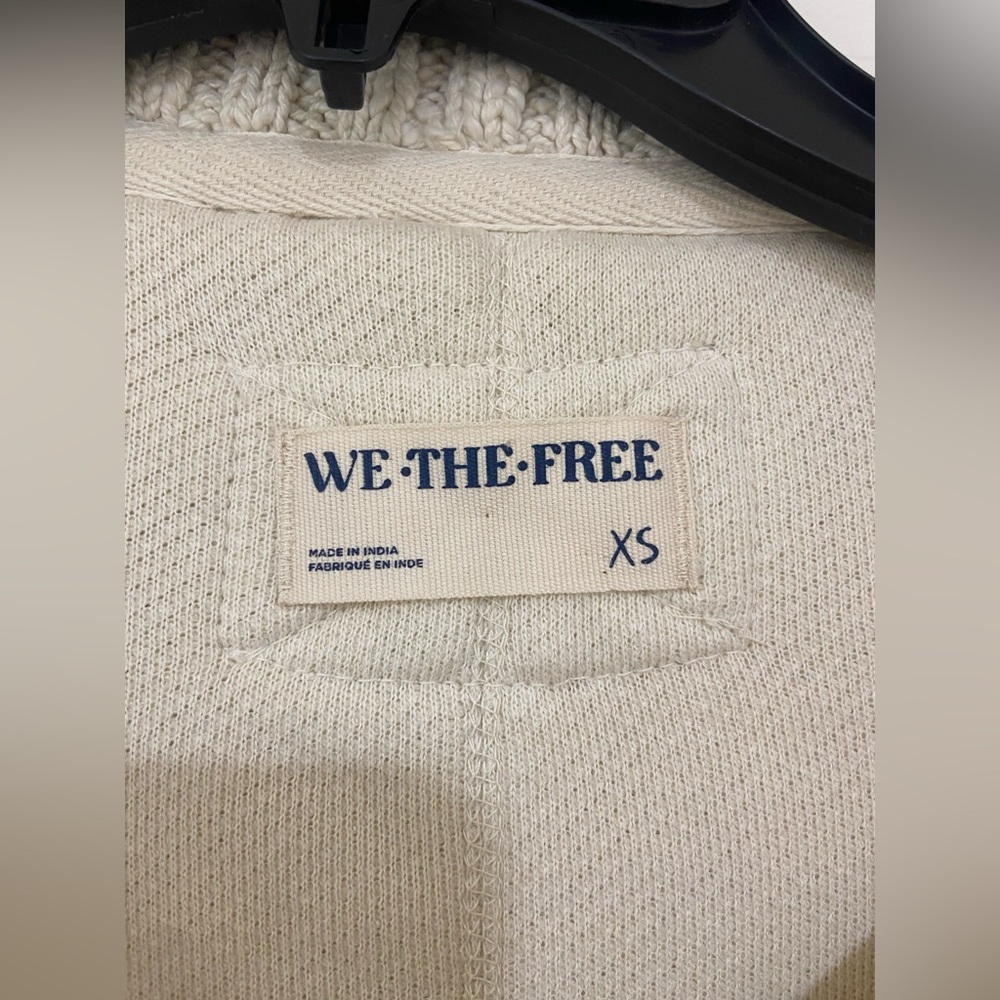 WE·THE·FREE
MADE IN INDIA
FABRIQUÉ EN INDE
XS